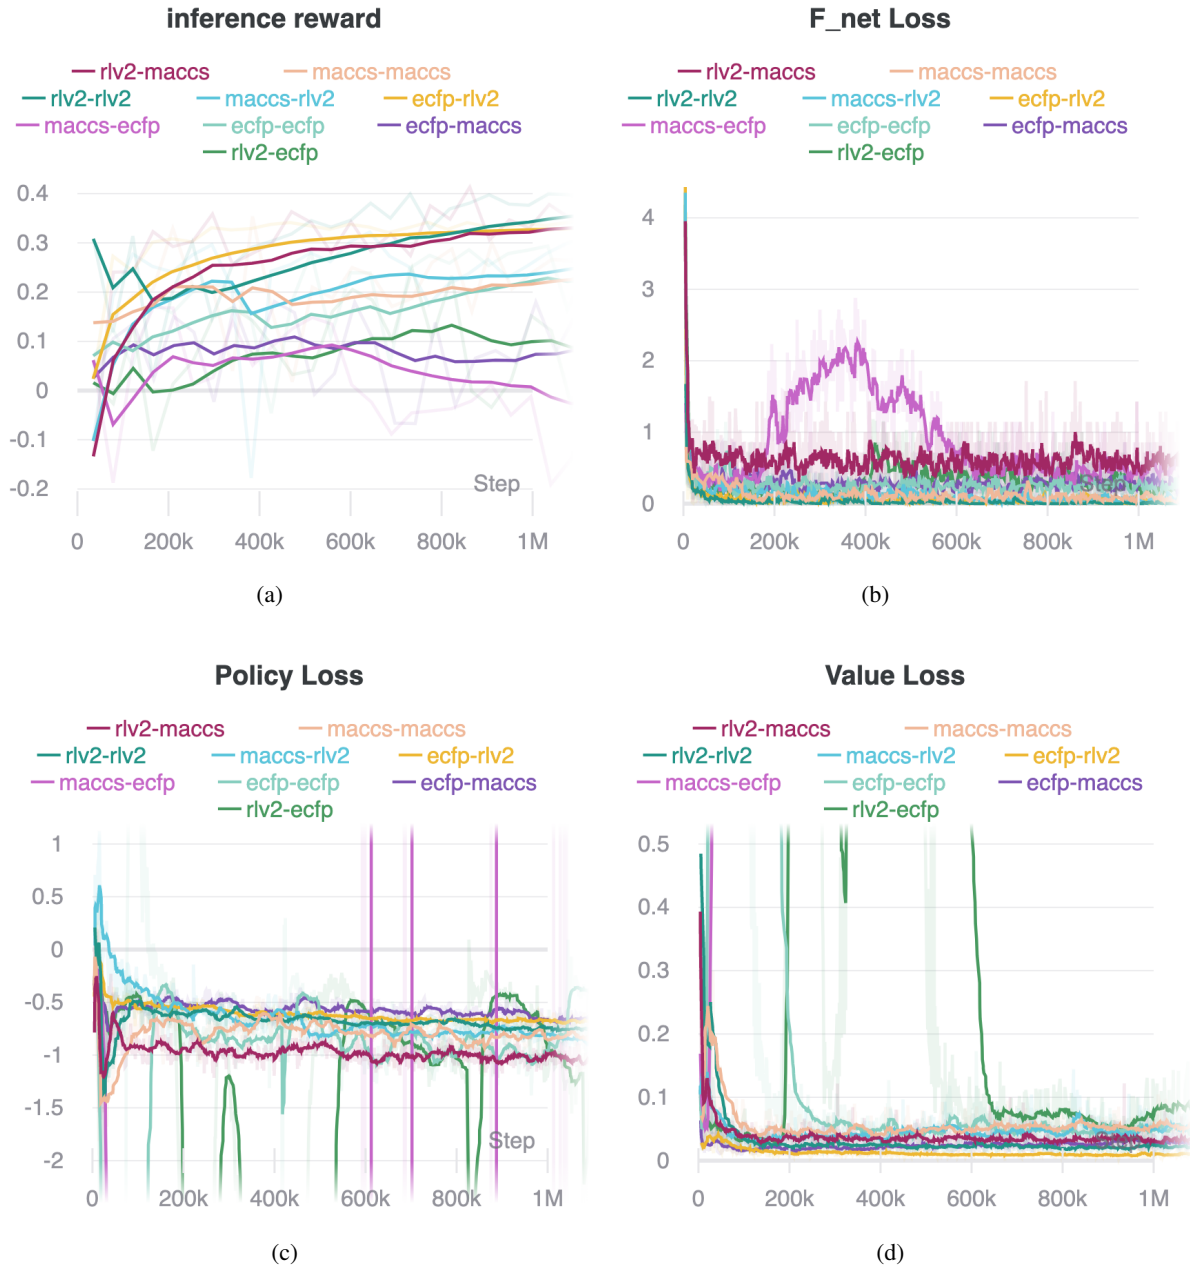 inference reward
rlv2-maccs maccs-maccs
rlv2-rlv2 maccs-rlv2 ecfp-rlv2
maccs-ecfp ecfp-ecfp ecfp-maccs
rlv2-ecfp
0.4
0.3
0.2
0.1
0
-0.1
-0.2
Step
0 200k 400k 600k 800k 1M
(a)
F_net Loss
rlv2-maccs maccs-maccs
rlv2-rlv2 maccs-rlv2 ecfp-rlv2
maccs-ecfp ecfp-ecfp ecfp-maccs
rlv2-ecfp
4
3
2
1
0
Step
0 200k 400k 600k 800k 1M
(b)
Policy Loss
rlv2-maccs maccs-maccs
rlv2-rlv2 maccs-rlv2 ecfp-rlv2
maccs-ecfp ecfp-ecfp ecfp-maccs
rlv2-ecfp
1
0.5
0
-0.5
-1
-1.5
-2
Step
0 200k 400k 600k 800k 1M
(c)
Value Loss
rlv2-maccs maccs-maccs
rlv2-rlv2 maccs-rlv2 ecfp-rlv2
maccs-ecfp ecfp-ecfp ecfp-maccs
rlv2-ecfp
0.5
0.4
0.3
0.2
0.1
0
0 200k 400k 600k 800k 1M
(d)